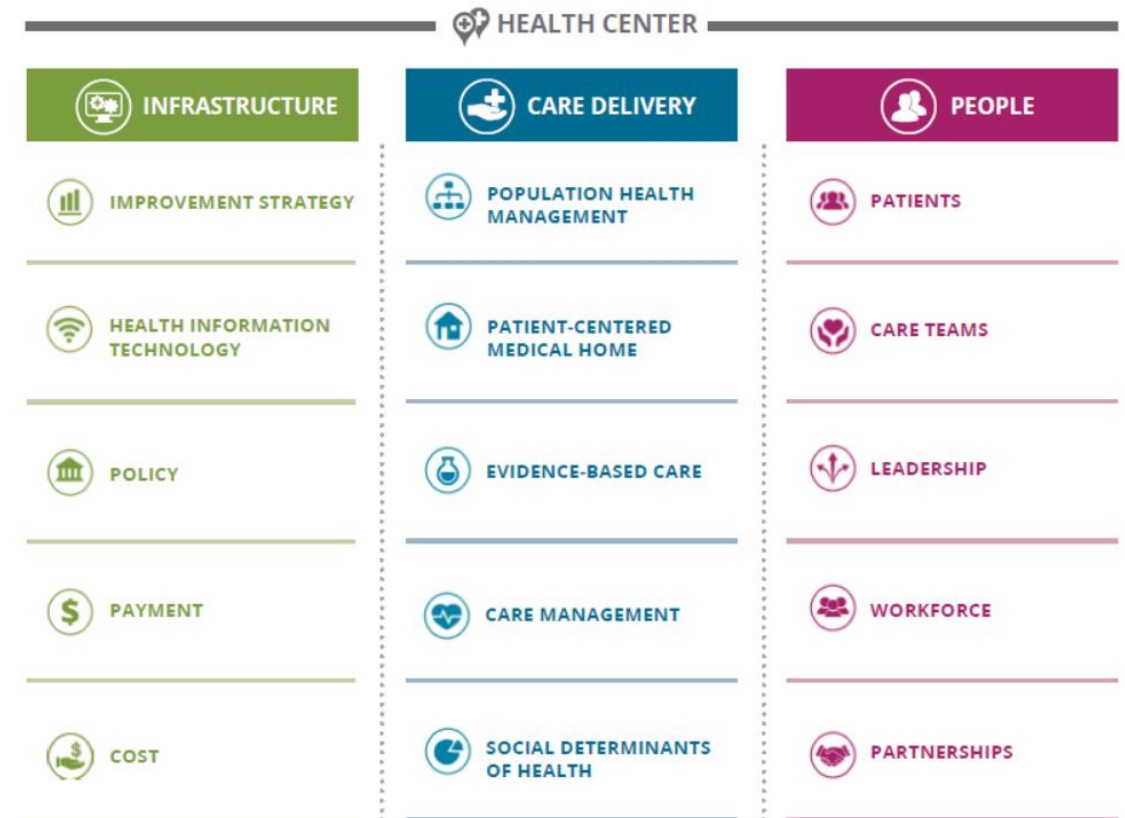 HEALTH CENTER
INFRASTRUCTURE
IMPROVEMENT STRATEGY
HEALTH INFORMATION
TECHNOLOGY
POLICY
$
PAYMENT
$
COST
CARE DELIVERY
POPULATION HEALTH
MANAGEMENT
PATIENT-CENTERED
MEDICAL HOME
EVIDENCE-BASED CARE
CARE MANAGEMENT
SOCIAL DETERMINANTS
OF HEALTH
PEOPLE
PATIENTS
CARE TEAMS
LEADERSHIP
WORKFORCE
PARTNERSHIPS